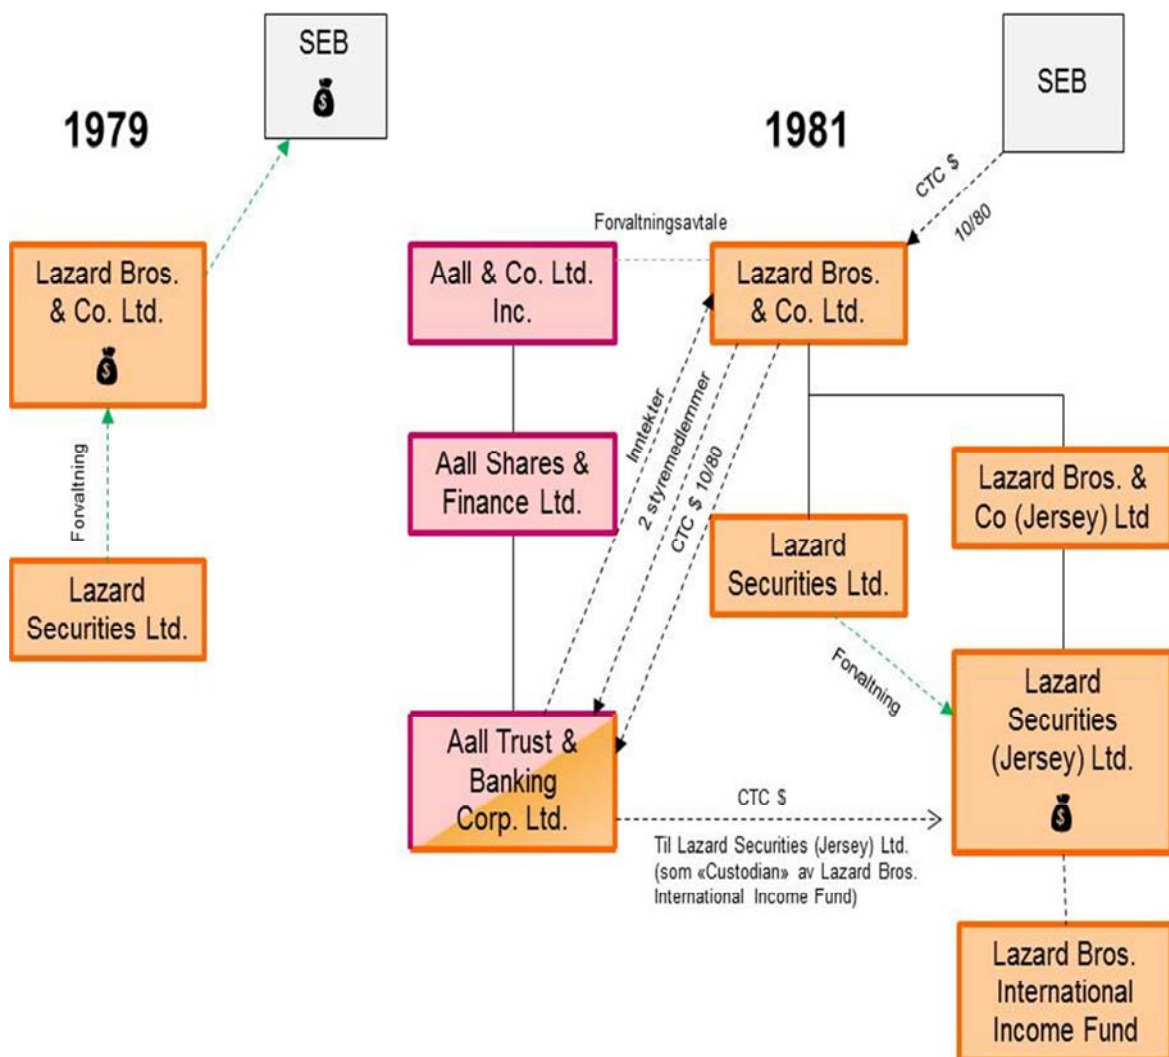 SEB
1979
Lazard Bros.
& Co. Ltd.
Forvaltning
Lazard
Securities Ltd.
SEB
1981
CTC $
10/80
Forvaltningsavtale
Aall & Co. Ltd.
Inc.
Lazard Bros.
& Co. Ltd.
Inntekter
2 styremedlemmer
CTC $ 10/80
Aall Shares &
Finance Ltd.
Lazard Bros. &
Co (Jersey) Ltd
Lazard
Securities Ltd.
Forvaltning
Lazard
Securities
(Jersey) Ltd.
Aall Trust &
Banking
Corp. Ltd.
CTC $
Til Lazard Securities (Jersey) Ltd.
(som «Custodian» av Lazard Bros.
International Income Fund)
Lazard Bros.
International
Income Fund